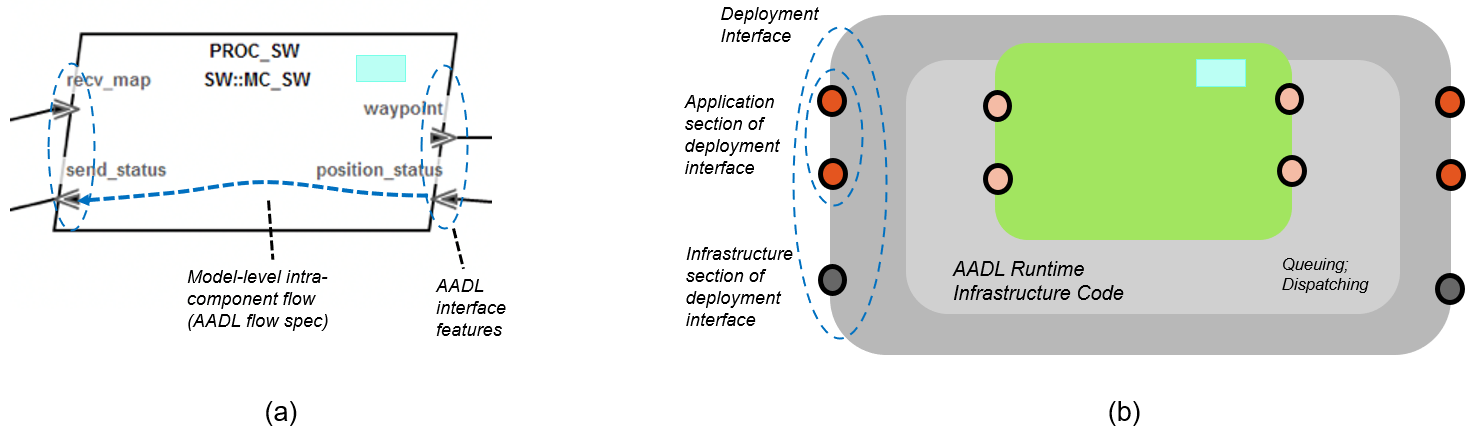 PROC_SW
SW::MC_SW
recv_map
waypoint
send_status
position_status
Model-level intra-
component flow
(AADL flow spec)
AADL
interface
features
(a)
Deployment
Interface
Application
section of
deployment
interface
Infrastructure
section of
deployment
interface
AADL Runtime
Infrastructure Code
Queuing;
Dispatching
(b)